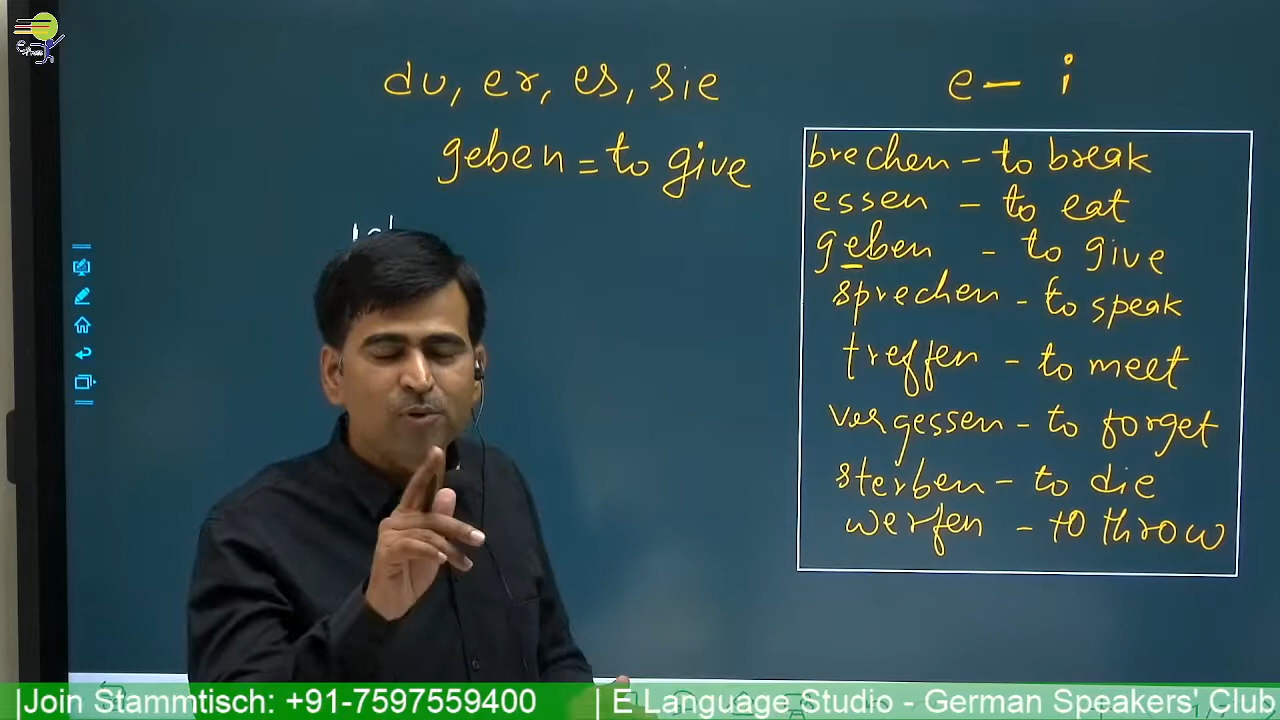 du, er, es, sie
geben = to give
e – i
brechen – to break
essen – to eat
geben – to give
sprechen – to speak
treffen – to meet
vergessen – to forget
sterben – to die
werfen – to throw
|Join Stammtisch: +91-7597559400 | E Language Studio - German Speakers' Club